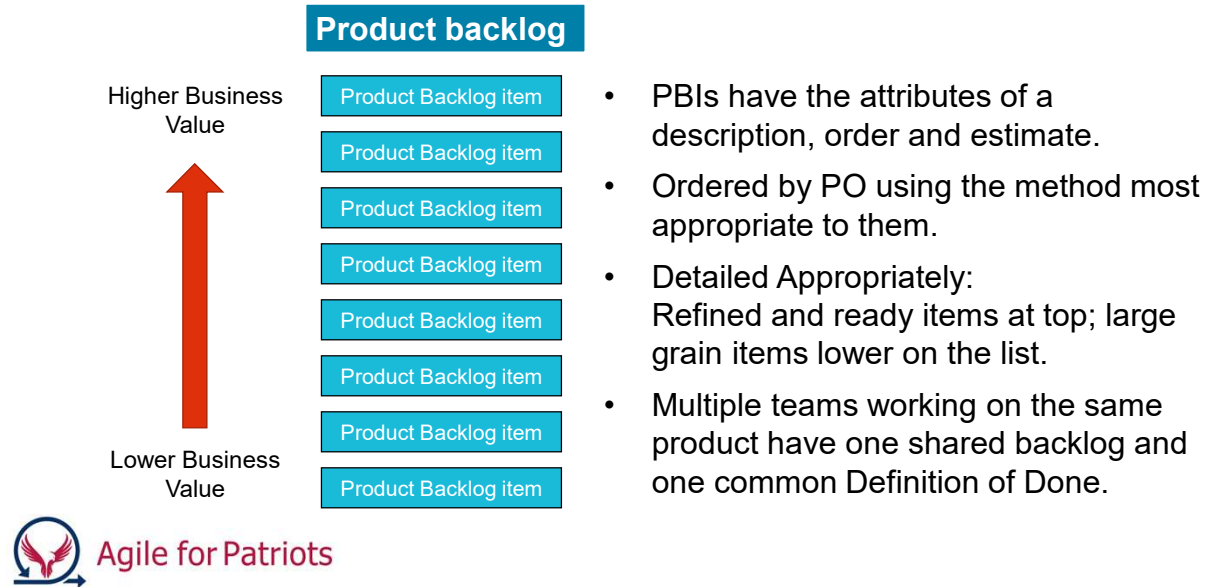 Product backlog
Higher Business
Value
Lower Business
Value
Product Backlog item
Product Backlog item
Product Backlog item
Product Backlog item
Product Backlog item
Product Backlog item
Product Backlog item
Product Backlog item
• PBIs have the attributes of a
description, order and estimate.
• Ordered by PO using the method most
appropriate to them.
• Detailed Appropriately:
Refined and ready items at top; large
grain items lower on the list.
• Multiple teams working on the same
product have one shared backlog and
one common Definition of Done.
Agile for Patriots